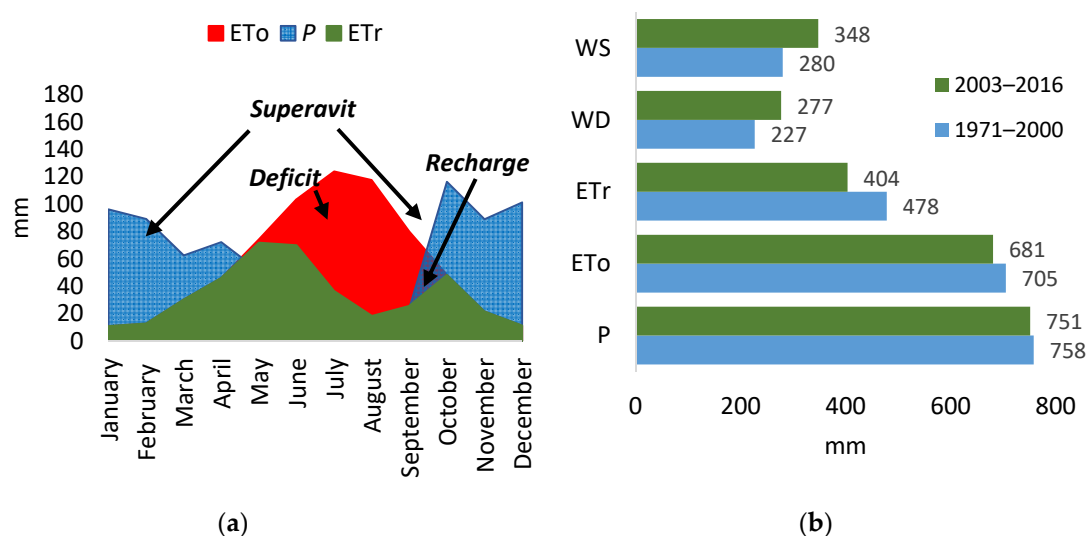 ETo P ETr
180
160
140
120
100
80
60
40
20
0
mm
Superavit
Deficit
Recharge
January
February
March
April
May
June
July
August
September
October
November
December
(a)
WS
WD
ETr
ETo
P
348
280
277
227
404
478
681
705
751
758
2003–2016
1971–2000
0 200 400 600 800
mm
(b)